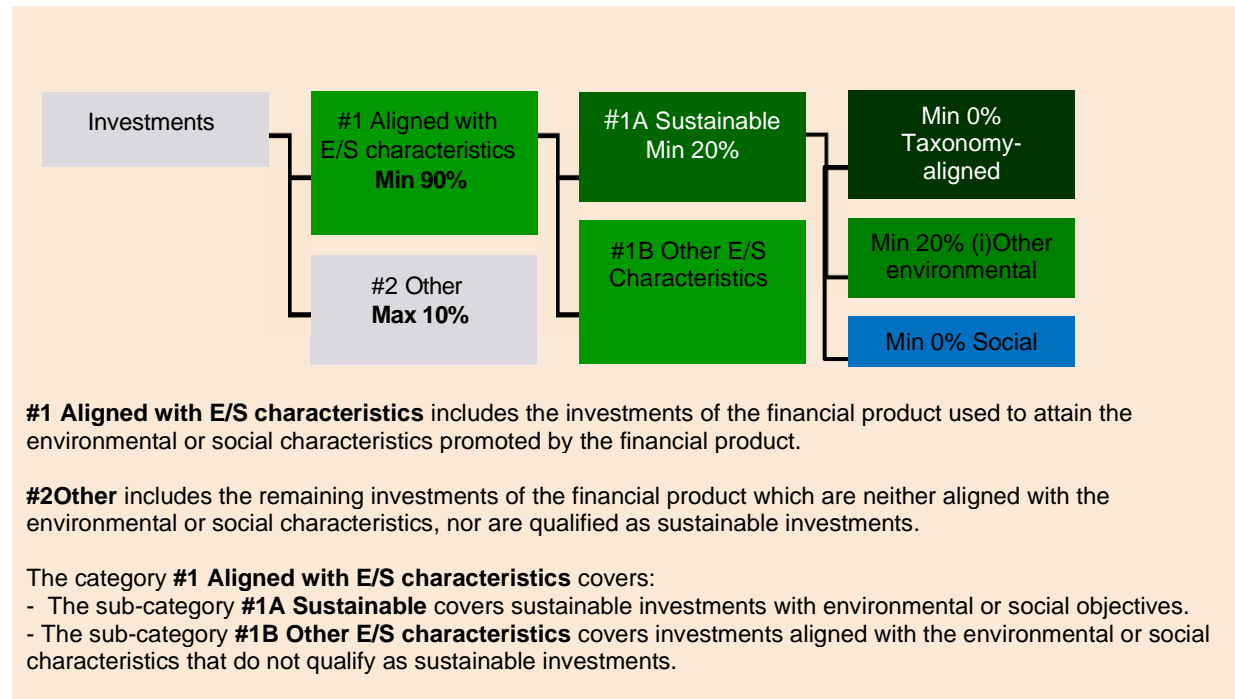 Investments
#1 Aligned with
E/S characteristics
Min 90%
#2 Other
Max 10%
#1A Sustainable
Min 20%
#1B Other E/S
Characteristics
Min 0%
Taxonomy-
aligned
Min 20% (i)Other
environmental
Min 0% Social
#1 Aligned with E/S characteristics includes the investments of the financial product used to attain the
environmental or social characteristics promoted by the financial product.
#2Other includes the remaining investments of the financial product which are neither aligned with the
environmental or social characteristics, nor are qualified as sustainable investments.
The category #1 Aligned with E/S characteristics covers:
- The sub-category #1A Sustainable covers sustainable investments with environmental or social objectives.
- The sub-category #1B Other E/S characteristics covers investments aligned with the environmental or social
characteristics that do not qualify as sustainable investments.